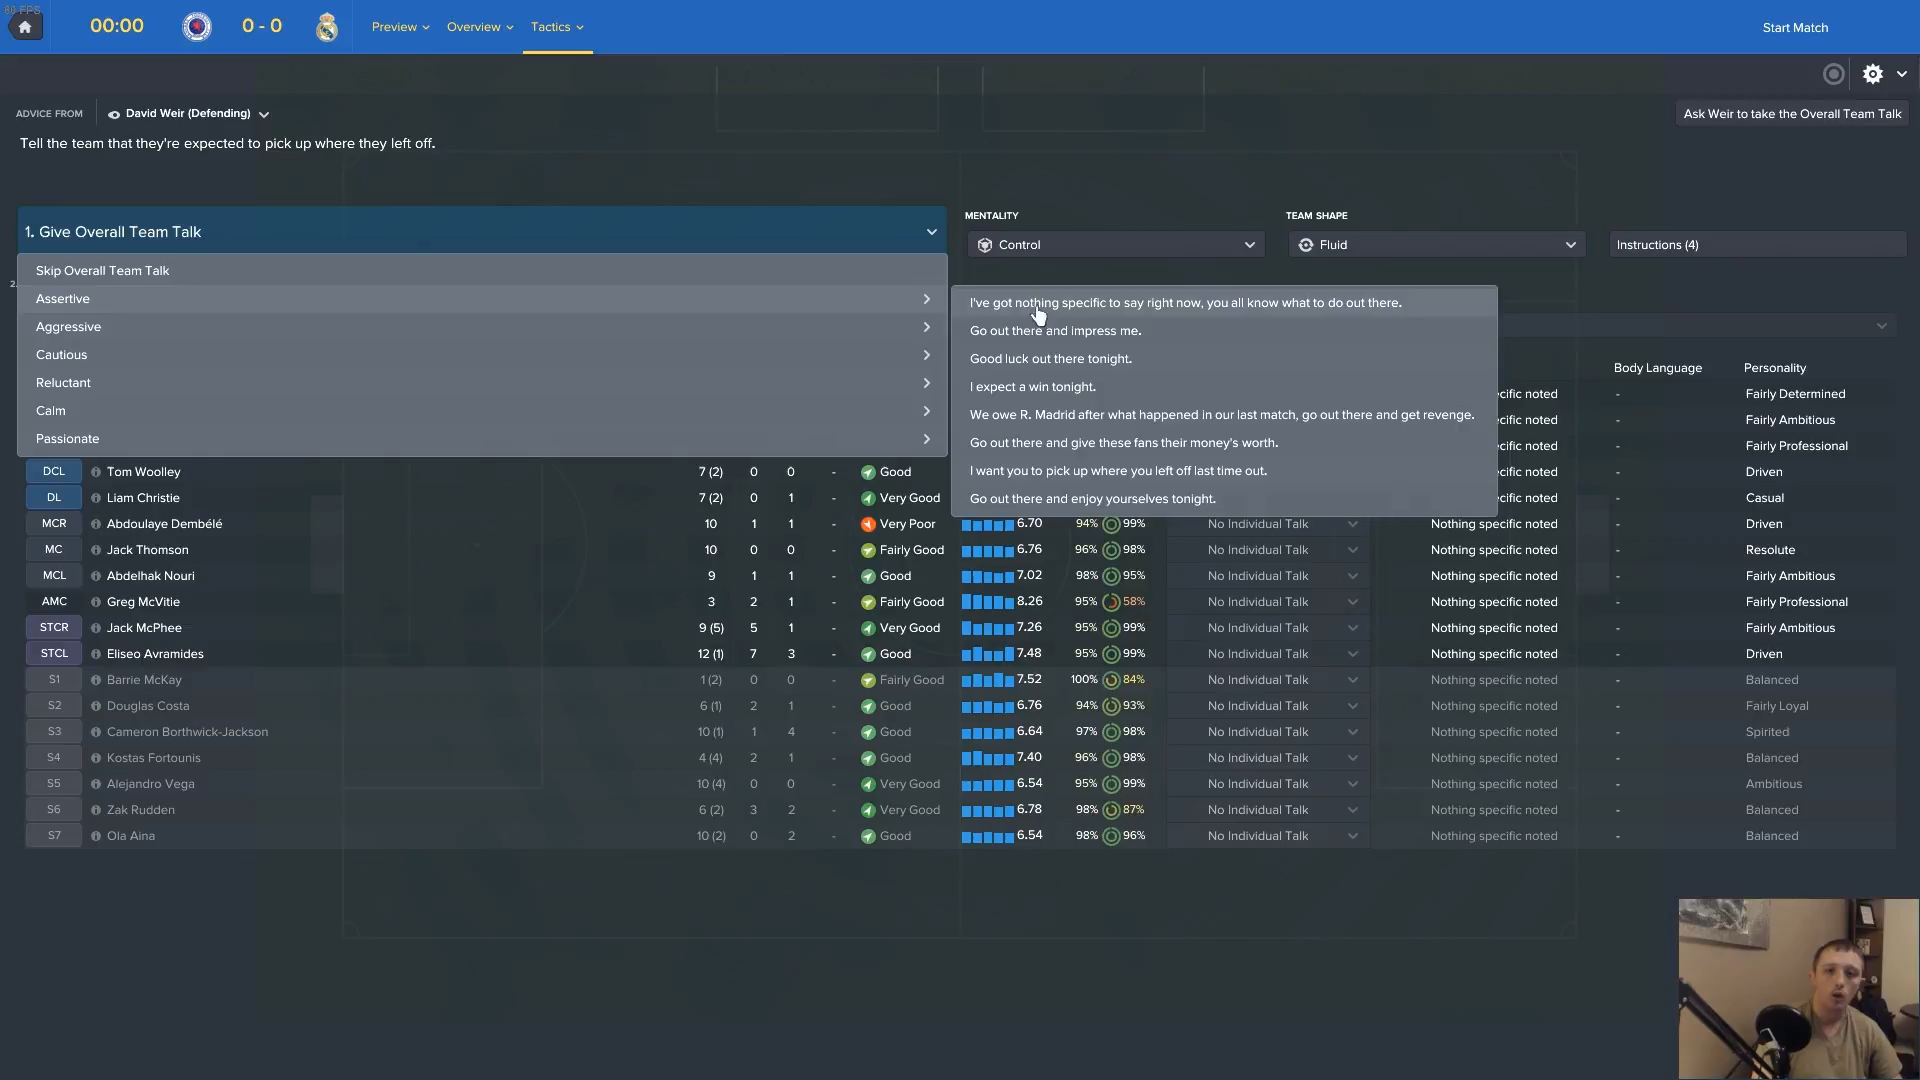 86 FPS
00:00
0 - 0
Preview
Overview
Tactics
Start Match
ADVICE FROM
David Weir (Defending)
Ask Weir to take the Overall Team Talk
Tell the team that they're expected to pick up where they left off.
MENTALITY
TEAM SHAPE
1. Give Overall Team Talk
Control
Fluid
Instructions (4)
Skip Overall Team Talk
2.
Assertive
Aggressive
Cautious
Reluctant
Calm
Passionate
I've got nothing specific to say right now, you all know what to do out there.
Go out there and impress me.
Good luck out there tonight.
I expect a win tonight.
We owe R. Madrid after what happened in our last match, go out there and get revenge.
Go out there and give these fans their money's worth.
I want you to pick up where you left off last time out.
Go out there and enjoy yourselves tonight.
Body Language Personality
cific noted - Fairly Determined
cific noted - Fairly Ambitious
cific noted - Fairly Professional
DCL Tom Woolley 7 (2) 0 0 - Good cific noted - Driven
DL Liam Christie 7 (2) 0 1 - Very Good cific noted - Casual
MCR Abdoulaye Dembélé 10 1 1 - Very Poor 6.70 94% 99% No Individual Talk Nothing specific noted - Driven
MC Jack Thomson 10 0 0 - Fairly Good 6.76 96% 98% No Individual Talk Nothing specific noted - Resolute
MCL Abdelhak Nouri 9 1 1 - Good 7.02 98% 95% No Individual Talk Nothing specific noted - Fairly Ambitious
AMC Greg McVitie 3 2 1 - Fairly Good 8.26 95% 58% No Individual Talk Nothing specific noted - Fairly Professional
STCR Jack McPhee 9 (5) 5 1 - Very Good 7.26 95% 99% No Individual Talk Nothing specific noted - Fairly Ambitious
STCL Eliseo Avramides 12 (1) 7 3 - Good 7.48 95% 99% No Individual Talk Nothing specific noted - Driven
S1 Barrie McKay 1 (2) 0 0 - Fairly Good 7.52 100% 84% No Individual Talk Nothing specific noted - Balanced
S2 Douglas Costa 6 (1) 2 1 - Good 6.76 94% 93% No Individual Talk Nothing specific noted - Fairly Loyal
S3 Cameron Borthwick-Jackson 10 (1) 1 4 - Good 6.64 97% 98% No Individual Talk Nothing specific noted - Spirited
S4 Kostas Fortounis 4 (4) 2 1 - Good 7.40 96% 98% No Individual Talk Nothing specific noted - Balanced
S5 Alejandro Vega 10 (4) 0 0 - Very Good 6.54 95% 99% No Individual Talk Nothing specific noted - Ambitious
S6 Zak Rudden 6 (2) 3 2 - Very Good 6.78 98% 87% No Individual Talk Nothing specific noted - Balanced
S7 Ola Aina 10 (2) 0 2 - Good 6.54 98% 96% No Individual Talk Nothing specific noted - Balanced